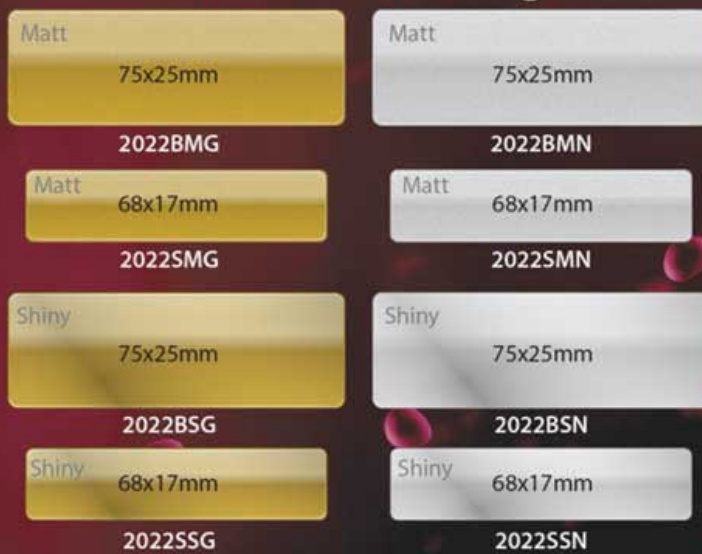 Matt Matt
75x25mm 75x25mm
2022BMG 2022BMN
Matt Matt
68x17mm 68x17mm
2022SMG 2022SMN
Shiny Shiny
75x25mm 75x25mm
2022BSG 2022BSN
Shiny Shiny
68x17mm 68x17mm
2022SSG 2022SSN